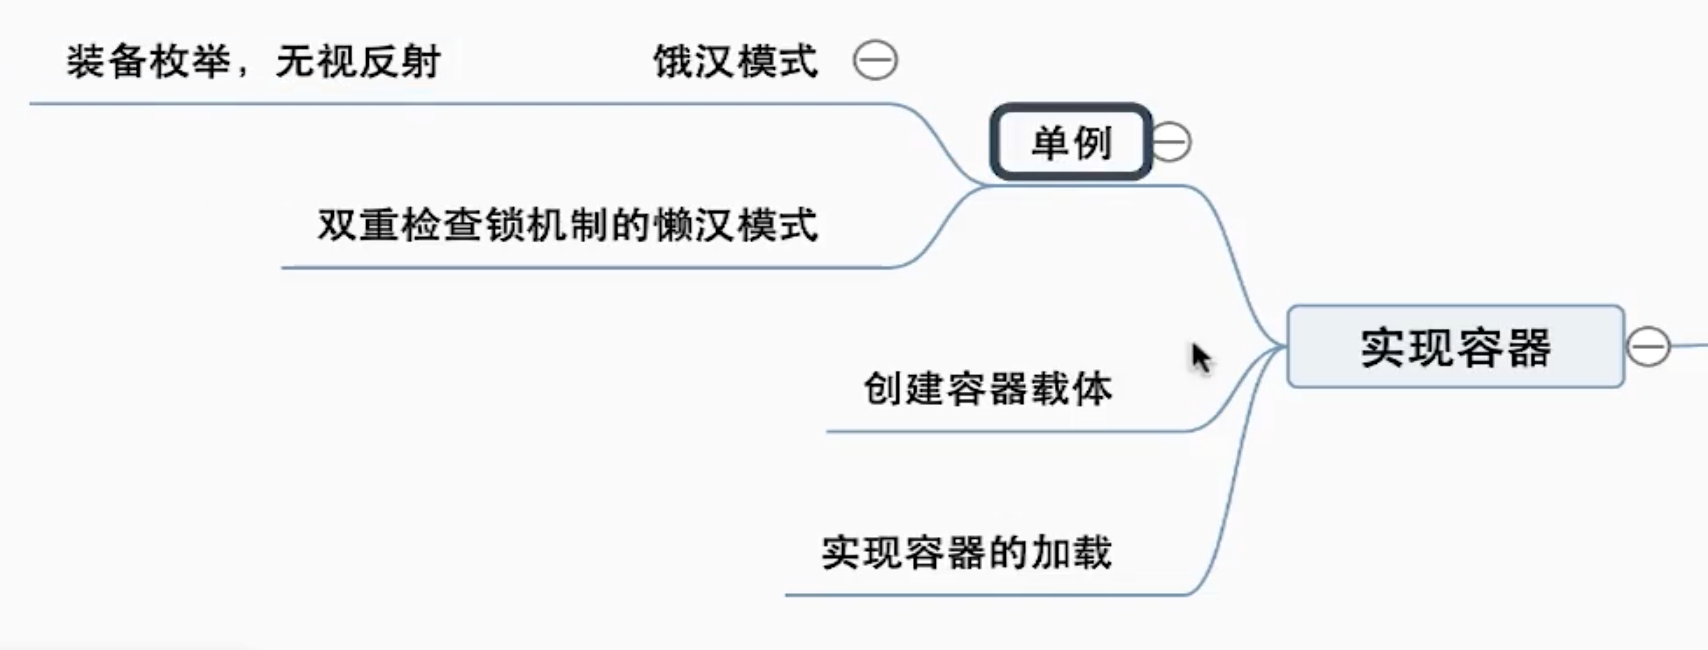 装备枚举，无视反射
饿汉模式
单例
双重检查锁机制的懒汉模式
实现容器
创建容器载体
实现容器的加载